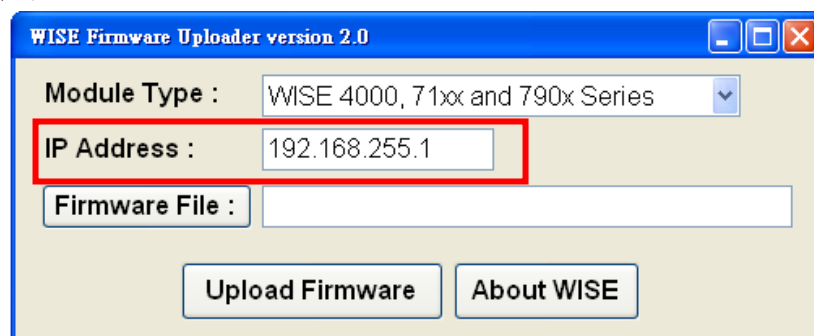 WISE Firmware Uploader version 2.0
Module Type : WISE 4000, 71xx and 790x Series
IP Address : 192.168.255.1
Firmware File :
Upload Firmware About WISE